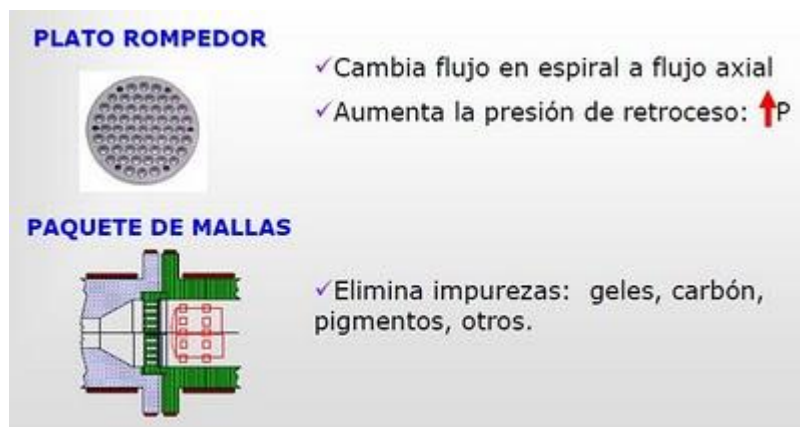 PLATO ROMPEDOR
✓Cambia flujo en espiral a flujo axial
✓Aumenta la presión de retroceso: ↑P
PAQUETE DE MALLAS
✓Elimina impurezas: geles, carbón,
pigmentos, otros.